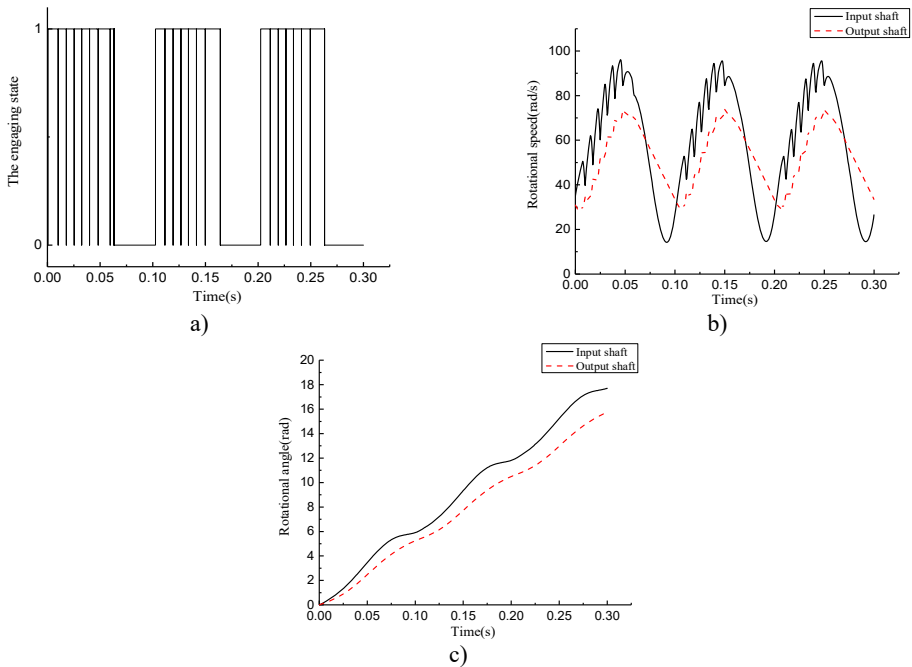 1
The engaging state
0
0.00 0.05 0.10 0.15 0.20 0.25 0.30
Time(s)
a)
Input shaft
Output shaft
100
80
60
40
20
0
Rotational speed(rad/s)
0.00 0.05 0.10 0.15 0.20 0.25 0.30
Time(s)
b)
Input shaft
Output shaft
20
18
16
14
12
10
8
6
4
2
0
Rotational angle(rad)
0.00 0.05 0.10 0.15 0.20 0.25 0.30
Time(s)
c)